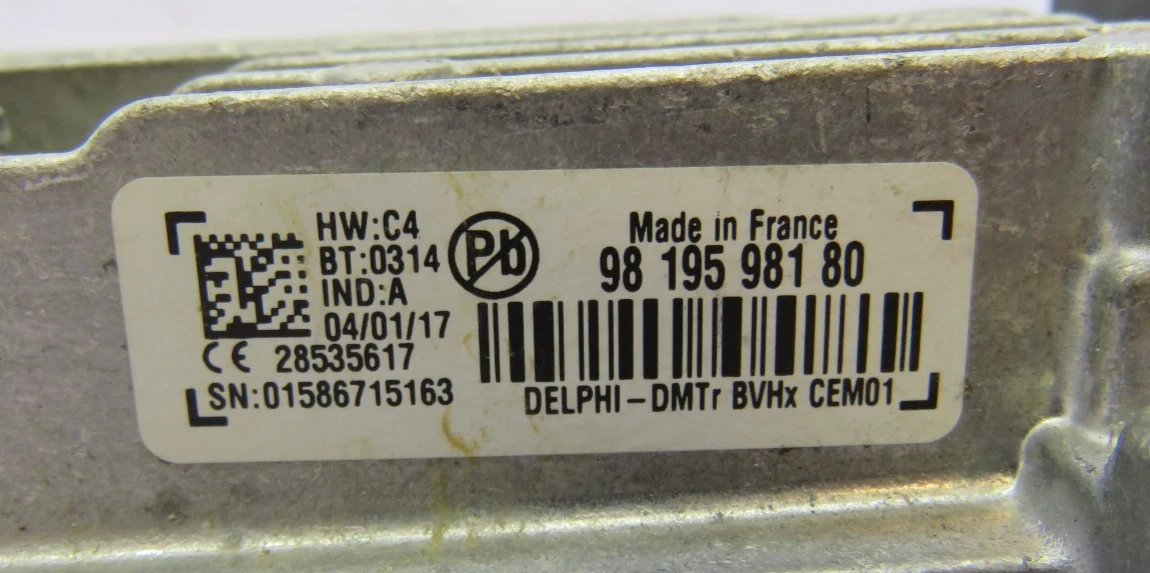 HW:C4
BT:0314
IND:A
04/01/17
CE 28535617
SN:01586715163
Pb
Made in France
98 195 981 80
DELPHI-DMTr BVHx CEM01